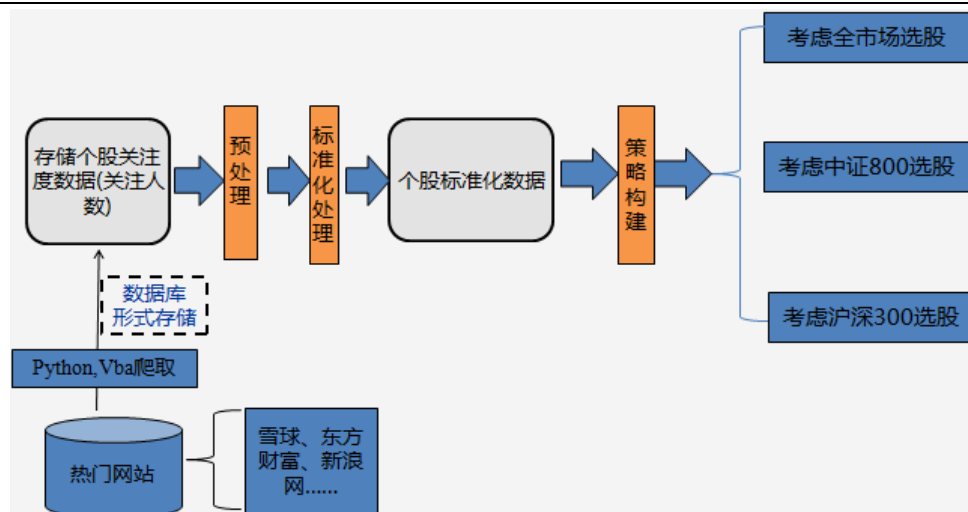 考虑全市场选股
存储个股关注
度数据(关注人
数)
预
处
理
标
准
化
处
理
个股标准化数据
策
略
构
建
考虑中证800选股
考虑沪深300选股
数据库
形式存储
Python,Vba爬取
热门网站
雪球、东方
财富、新浪
网......